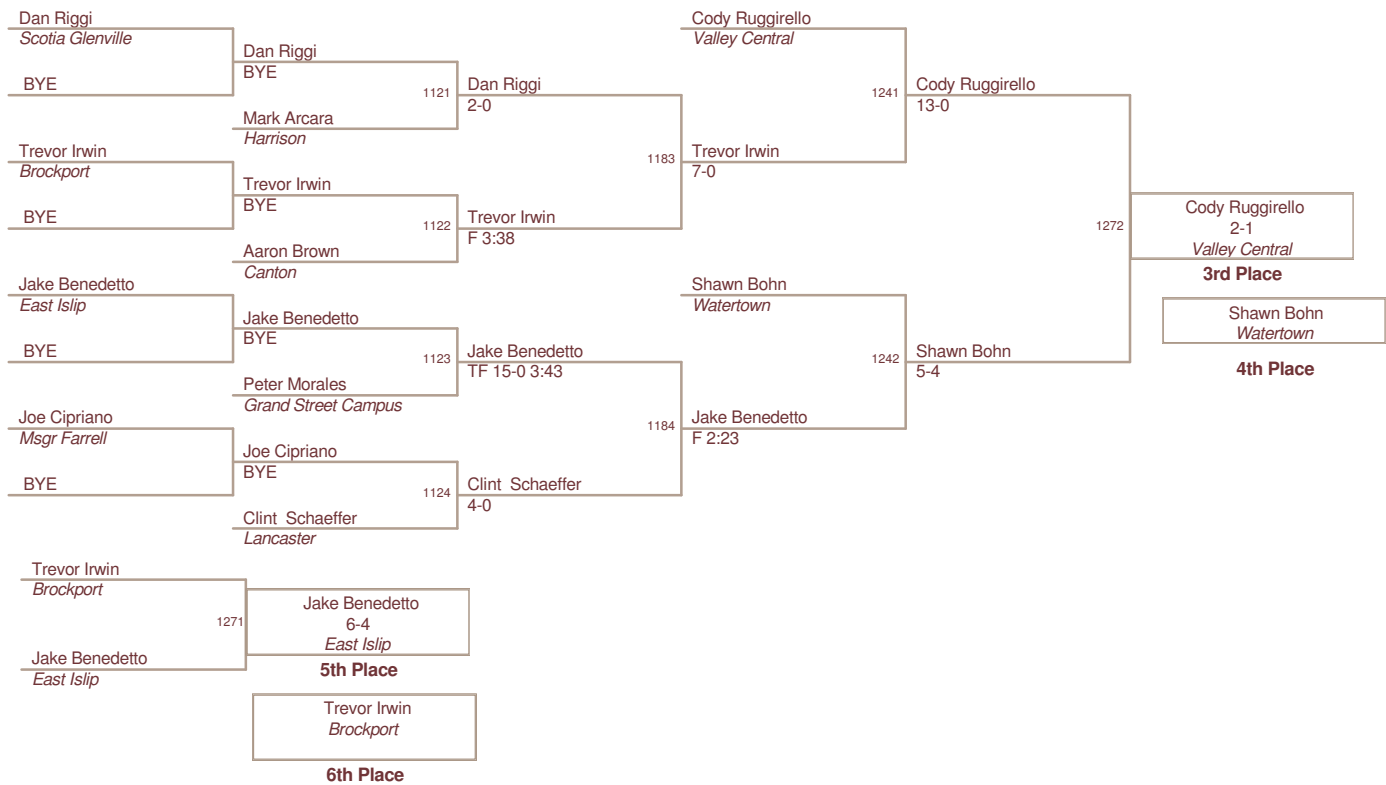 Dan Riggi
Scotia Glenville
BYE
Trevor Irwin
Brockport
BYE
Jake Benedetto
East Islip
BYE
Joe Cipriano
Msgr Farrell
BYE
Dan Riggi
BYE
1121
Mark Arcara
Harrison
Trevor Irwin
BYE
1122
Aaron Brown
Canton
Jake Benedetto
BYE
1123
Peter Morales
Grand Street Campus
Joe Cipriano
BYE
1124
Clint Schaeffer
Lancaster
Dan Riggi
2-0
1183
Trevor Irwin
F 3:38
Jake Benedetto
TF 15-0 3:43
1184
Clint Schaeffer
4-0
Cody Ruggirello
Valley Central
1241
Trevor Irwin
7-0
Shawn Bohn
Watertown
1242
Jake Benedetto
F 2:23
Cody Ruggirello
13-0
1272
Shawn Bohn
5-4
Cody Ruggirello
2-1
Valley Central
3rd Place
Shawn Bohn
Watertown
4th Place
Trevor Irwin
Brockport
1271
Jake Benedetto
East Islip
Jake Benedetto
6-4
East Islip
5th Place
Trevor Irwin
Brockport
6th Place